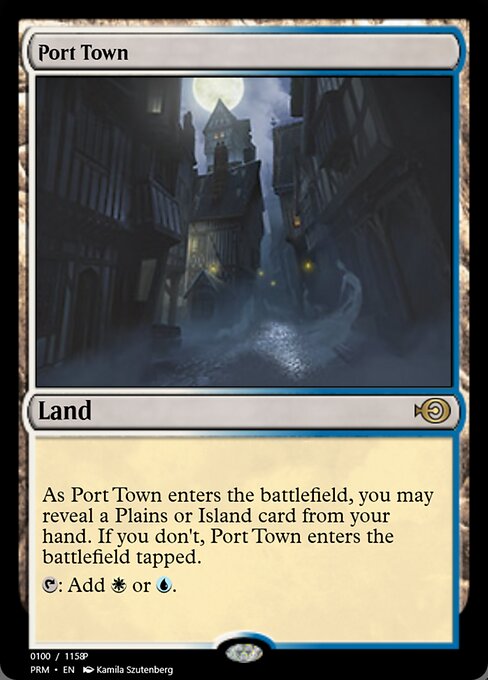 Port Town
Land
As Port Town enters the battlefield, you may
reveal a Plains or Island card from your
hand. If you don't, Port Town enters the
battlefield tapped.
: Add or .
0100 / 1158P
PRM • EN Kamila Szutenberg